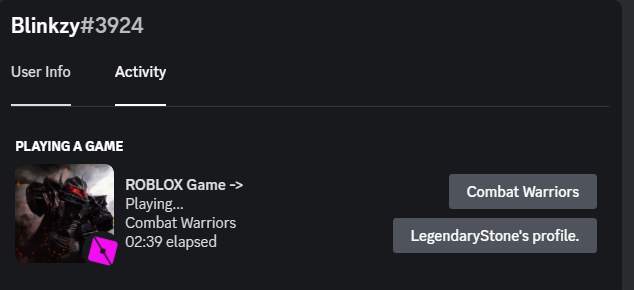 Blinkzy#3924
User Info
Activity
PLAYING A GAME
ROBLOX Game ->
Playing...
Combat Warriors
02:39 elapsed
Combat Warriors
LegendaryStone's profile.